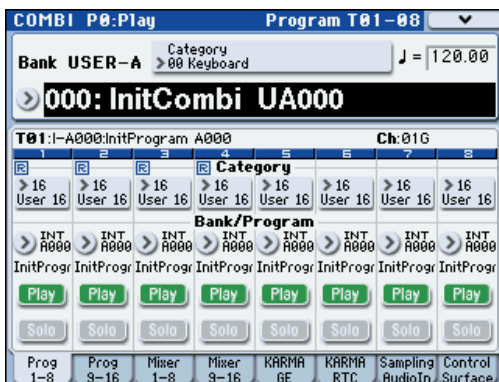 COMBI P0:Play Program T01-08
Bank USER-A Category 00 Keyboard ♩= 120.00
000: InitCombi UA000
T01:I-A000:InitProgram A000 Ch:01G
1 2 3 4 5 6 7 8
R R R R Category
16 16 16 16 16 16 16 16
User 16 User 16 User 16 User 16 User 16 User 16 User 16 User 16
Bank/Program
INT INT INT INT INT INT INT INT
A000 A000 A000 A000 A000 A000 A000 A000
InitProgr InitProgr InitProgr InitProgr InitProgr InitProgr InitProgr InitProgr
Play Play Play Play Play Play Play Play
Solo Solo Solo Solo Solo Solo Solo Solo
Prog Prog Mixer Mixer KARMA KARMA Sampling Control
1-8 9-16 1-8 9-16 GE RTC AudioIn Surface